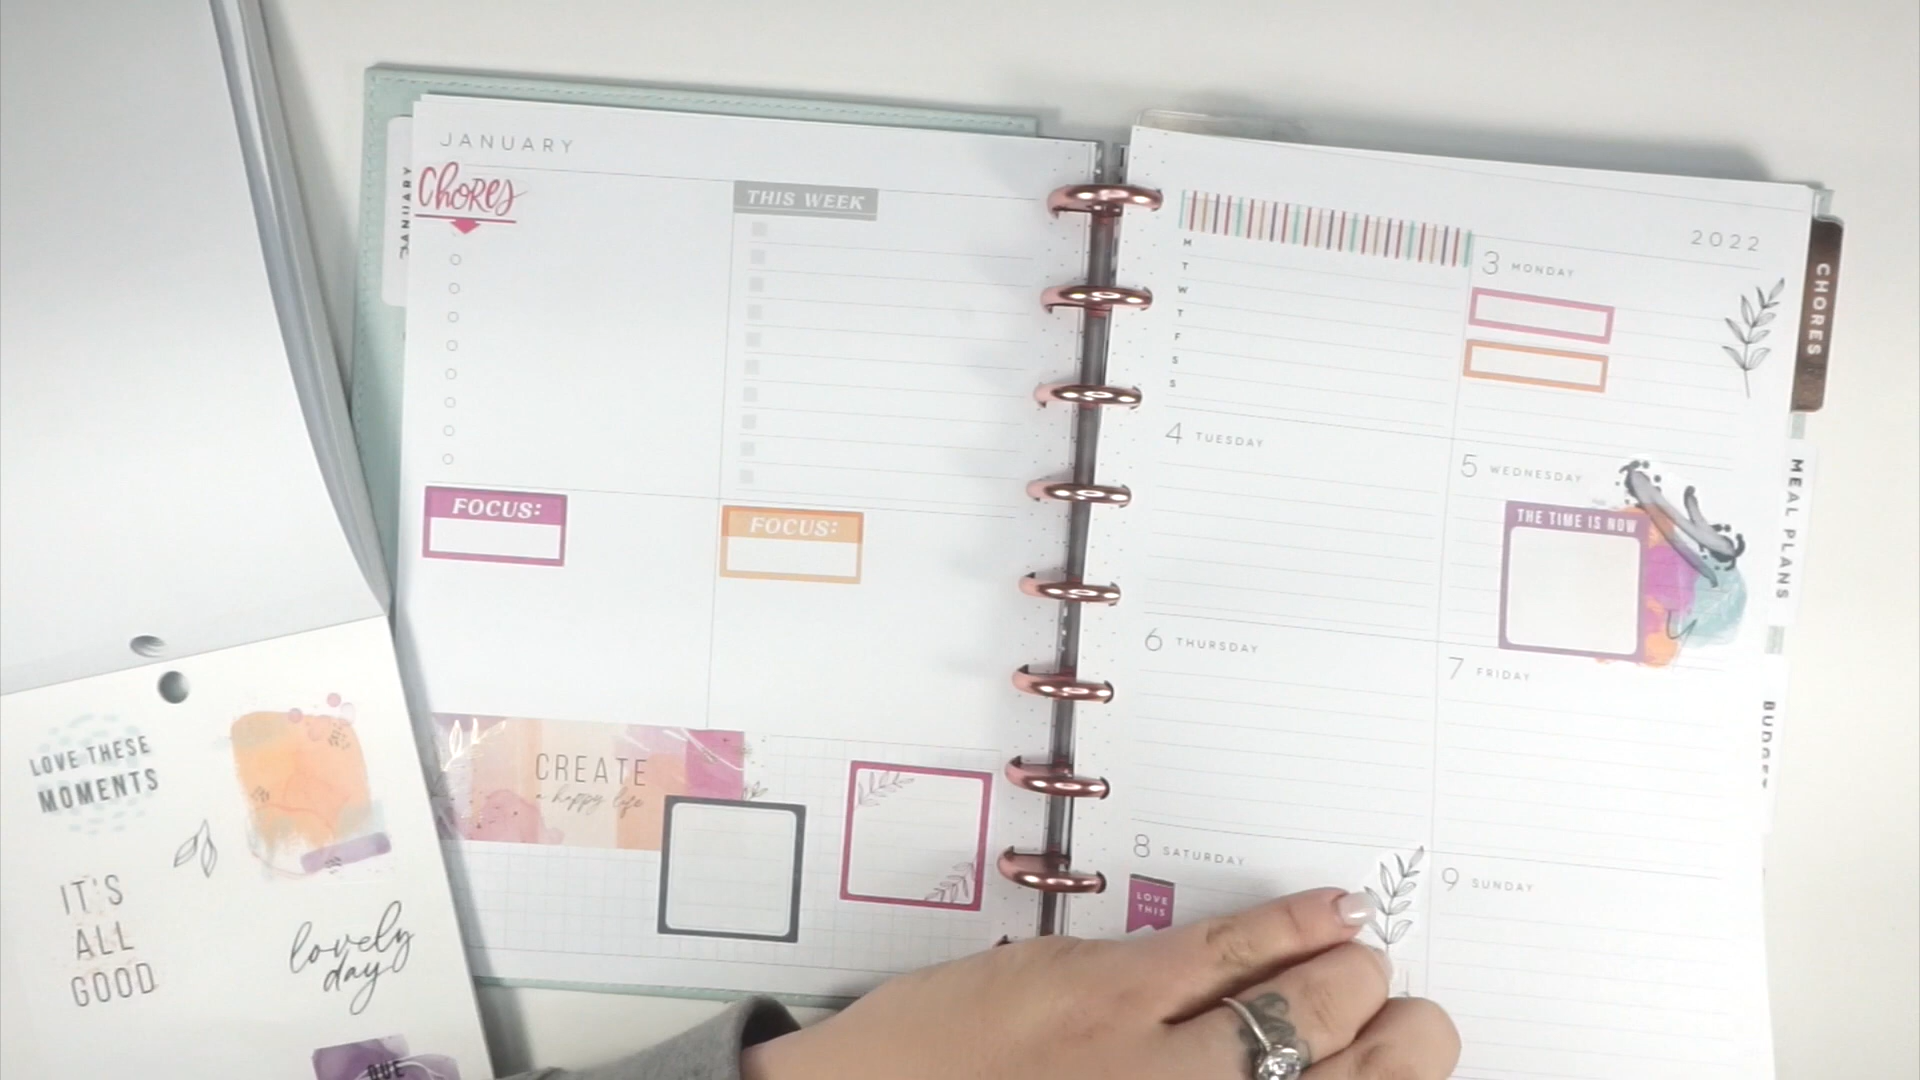 JANUARY
JANUARY
Chores
THIS WEEK
FOCUS:
FOCUS:
CREATE
a happy life
2022
M
T
W
T
F
S
S
3 MONDAY
4 TUESDAY
5 WEDNESDAY
THE TIME IS NOW
6 THURSDAY
7 FRIDAY
8 SATURDAY
LOVE
THIS
9 SUNDAY
CHORES
MEAL PLANS
BUDGET
LOVE THESE
MOMENTS
IT'S
ALL
GOOD
lovely
day